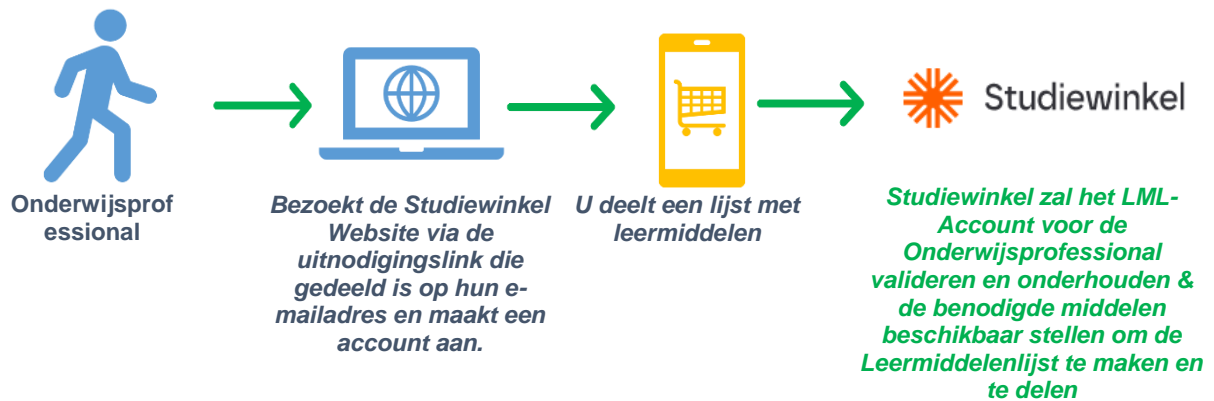 Studiewinkel
Onderwijsprof
essional
Bezoekt de Studiewinkel
Website via de
uitnodigingslink die
gedeeld is op hun e-
mailadres en maakt een
account aan.
U deelt een lijst met
leermiddelen
Studiewinkel zal het LML-
Account voor de
Onderwijsprofessional
valideren en onderhouden &
de benodigde middelen
beschikbaar stellen om de
Leermiddelenlijst te maken en
te delen